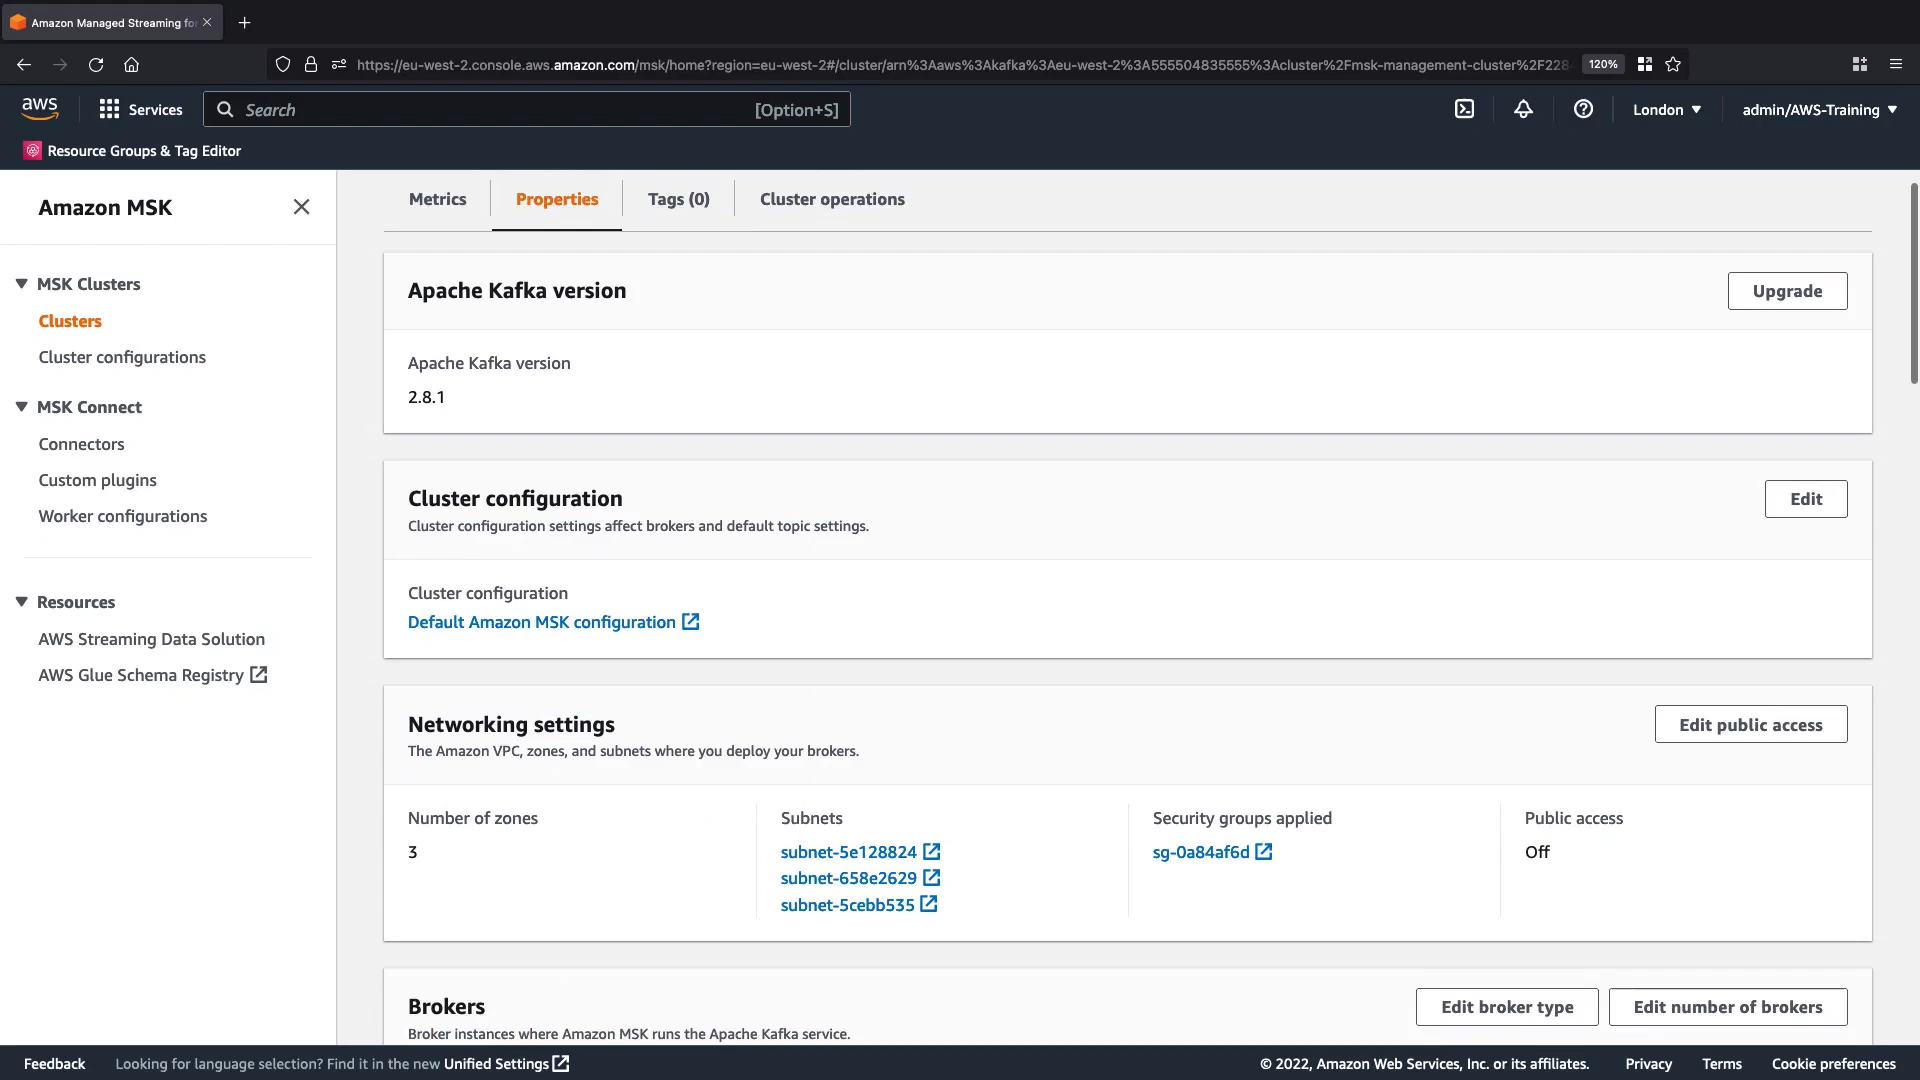 Amazon Managed Streaming for
https://eu-west-2.console.aws.amazon.com/msk/home?region=eu-west-2#/cluster/arn%3Aaws%3Akafka%3Aeu-west-2%3A555504835555%3Acluster%2Fmsk-management-cluster%2F228
120%
aws
Services
Search
[Option+S]
London
admin/AWS-Training
Resource Groups & Tag Editor
Amazon MSK
MSK Clusters
Clusters
Cluster configurations
MSK Connect
Connectors
Custom plugins
Worker configurations
Resources
AWS Streaming Data Solution
AWS Glue Schema Registry
Metrics
Properties
Tags (0)
Cluster operations
Apache Kafka version
Upgrade
Apache Kafka version
2.8.1
Cluster configuration
Edit
Cluster configuration settings affect brokers and default topic settings.
Cluster configuration
Default Amazon MSK configuration
Networking settings
Edit public access
The Amazon VPC, zones, and subnets where you deploy your brokers.
Number of zones
3
Subnets
subnet-5e128824
subnet-658e2629
subnet-5cebb535
Security groups applied
sg-0a84af6d
Public access
Off
Brokers
Edit broker type
Edit number of brokers
Broker instances where Amazon MSK runs the Apache Kafka service.
Feedback
Looking for language selection? Find it in the new Unified Settings
© 2022, Amazon Web Services, Inc. or its affiliates.
Privacy
Terms
Cookie preferences